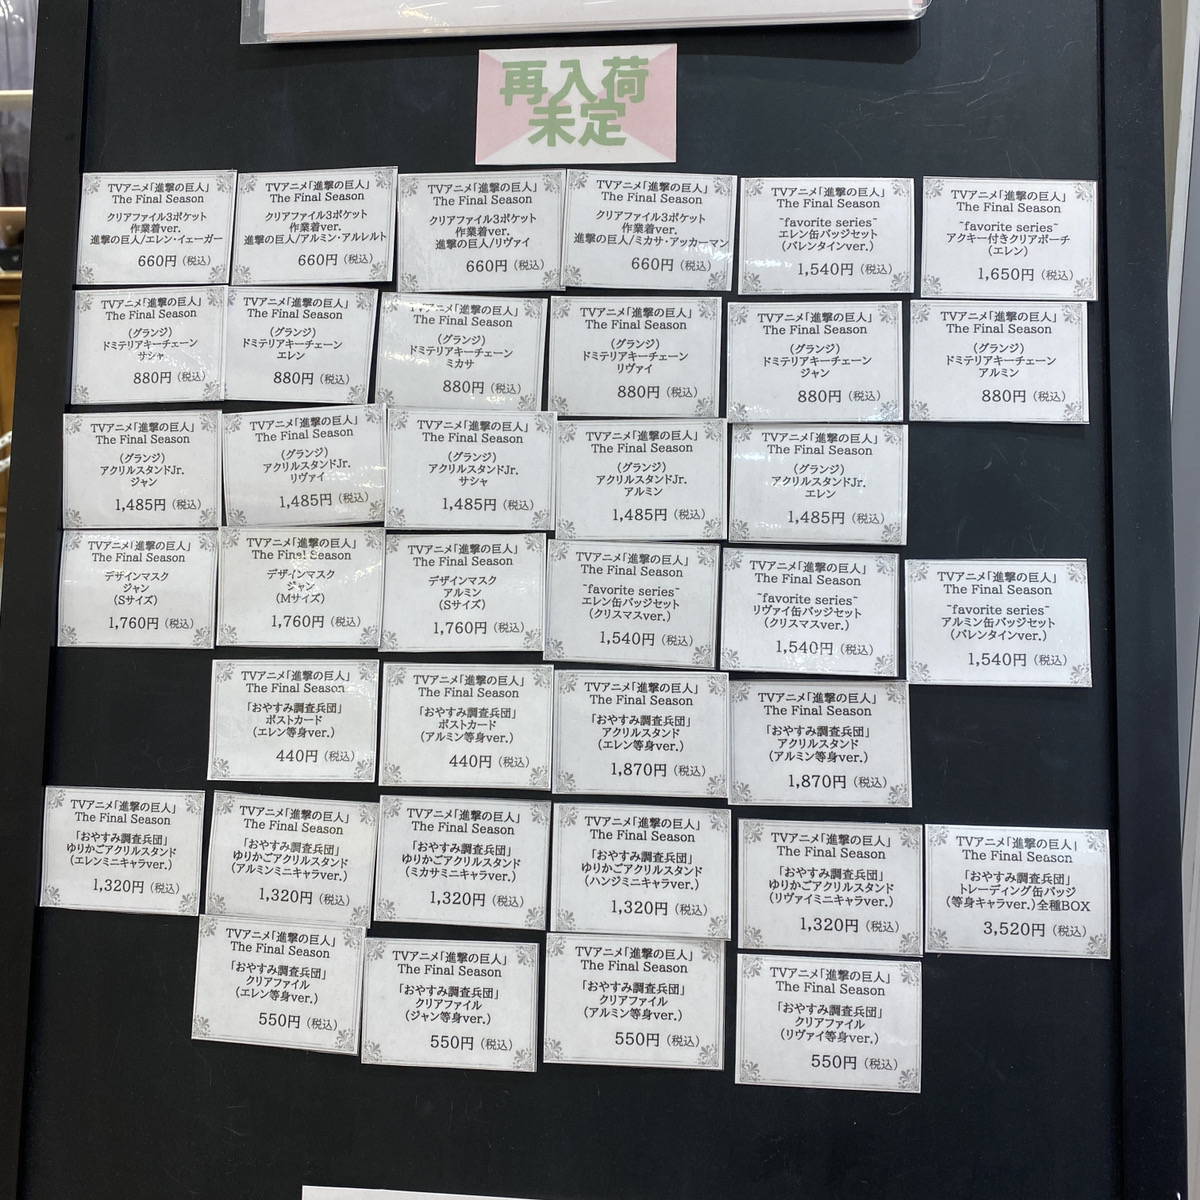 再入荷
未定
TVアニメ「進撃の巨人」
The Final Season
クリアファイル3ポケット
作業着ver.
進撃の巨人/エレン・イェーガー
660円（税込）
TVアニメ「進撃の巨人」
The Final Season
クリアファイル3ポケット
作業着ver.
進撃の巨人/アルミン・アルレルト
660円（税込）
TVアニメ「進撃の巨人」
The Final Season
クリアファイル3ポケット
作業着ver.
進撃の巨人/リヴァイ
660円（税込）
TVアニメ「進撃の巨人」
The Final Season
クリアファイル3ポケット
作業着ver.
進撃の巨人/ミカサ・アッカーマン
660円（税込）
TVアニメ「進撃の巨人」
The Final Season
~favorite series~
エレン缶バッジセット
（バレンタインver.）
1,540円（税込）
TVアニメ「進撃の巨人」
The Final Season
~favorite series~
アクキー付きクリアポーチ
（エレン）
1,650円（税込）
TVアニメ「進撃の巨人」
The Final Season
（グランジ）
ドミテリアキーチェーン
サシャ
880円（税込）
TVアニメ「進撃の巨人」
The Final Season
（グランジ）
ドミテリアキーチェーン
エレン
880円（税込）
TVアニメ「進撃の巨人」
The Final Season
（グランジ）
ドミテリアキーチェーン
ミカサ
880円（税込）
TVアニメ「進撃の巨人」
The Final Season
（グランジ）
ドミテリアキーチェーン
リヴァイ
880円（税込）
TVアニメ「進撃の巨人」
The Final Season
（グランジ）
ドミテリアキーチェーン
ジャン
880円（税込）
TVアニメ「進撃の巨人」
The Final Season
（グランジ）
ドミテリアキーチェーン
アルミン
880円（税込）
TVアニメ「進撃の巨人」
The Final Season
（グランジ）
アクリルスタンドJr.
ジャン
1,485円（税込）
TVアニメ「進撃の巨人」
The Final Season
（グランジ）
アクリルスタンドJr.
リヴァイ
1,485円（税込）
TVアニメ「進撃の巨人」
The Final Season
（グランジ）
アクリルスタンドJr.
サシャ
1,485円（税込）
TVアニメ「進撃の巨人」
The Final Season
（グランジ）
アクリルスタンドJr.
アルミン
1,485円（税込）
TVアニメ「進撃の巨人」
The Final Season
（グランジ）
アクリルスタンドJr.
エレン
1,485円（税込）
TVアニメ「進撃の巨人」
The Final Season
デザインマスク
ジャン
（Sサイズ）
1,760円（税込）
TVアニメ「進撃の巨人」
The Final Season
デザインマスク
ジャン
（Mサイズ）
1,760円（税込）
TVアニメ「進撃の巨人」
The Final Season
デザインマスク
アルミン
（Sサイズ）
1,760円（税込）
TVアニメ「進撃の巨人」
The Final Season
~favorite series~
エレン缶バッジセット
（クリスマスver.）
1,540円（税込）
TVアニメ「進撃の巨人」
The Final Season
~favorite series~
リヴァイ缶バッジセット
（クリスマスver.）
1,540円（税込）
TVアニメ「進撃の巨人」
The Final Season
~favorite series~
アルミン缶バッジセット
（バレンタインver.）
1,540円（税込）
TVアニメ「進撃の巨人」
The Final Season
「おやすみ調査兵団」
ポストカード
（エレン等身ver.）
440円（税込）
TVアニメ「進撃の巨人」
The Final Season
「おやすみ調査兵団」
ポストカード
（アルミン等身ver.）
440円（税込）
TVアニメ「進撃の巨人」
The Final Season
「おやすみ調査兵団」
アクリルスタンド
（エレン等身ver.）
1,870円（税込）
TVアニメ「進撃の巨人」
The Final Season
「おやすみ調査兵団」
アクリルスタンド
（アルミン等身ver.）
1,870円（税込）
TVアニメ「進撃の巨人」
The Final Season
「おやすみ調査兵団」
ゆりかごアクリルスタンド
（エレンミニキャラver.）
1,320円（税込）
TVアニメ「進撃の巨人」
The Final Season
「おやすみ調査兵団」
ゆりかごアクリルスタンド
（アルミンミニキャラver.）
1,320円（税込）
TVアニメ「進撃の巨人」
The Final Season
「おやすみ調査兵団」
ゆりかごアクリルスタンド
（ミカサミニキャラver.）
1,320円（税込）
TVアニメ「進撃の巨人」
The Final Season
「おやすみ調査兵団」
ゆりかごアクリルスタンド
（ハンジミニキャラver.）
1,320円（税込）
TVアニメ「進撃の巨人」
The Final Season
「おやすみ調査兵団」
ゆりかごアクリルスタンド
（リヴァイミニキャラver.）
1,320円（税込）
TVアニメ「進撃の巨人」
The Final Season
「おやすみ調査兵団」
トレーディング缶バッジ
（等身キャラver.）全種BOX
3,520円（税込）
TVアニメ「進撃の巨人」
The Final Season
「おやすみ調査兵団」
クリアファイル
（エレン等身ver.）
550円（税込）
TVアニメ「進撃の巨人」
The Final Season
「おやすみ調査兵団」
クリアファイル
（ジャン等身ver.）
550円（税込）
TVアニメ「進撃の巨人」
The Final Season
「おやすみ調査兵団」
クリアファイル
（アルミン等身ver.）
550円（税込）
TVアニメ「進撃の巨人」
The Final Season
「おやすみ調査兵団」
クリアファイル
（リヴァイ等身ver.）
550円（税込）